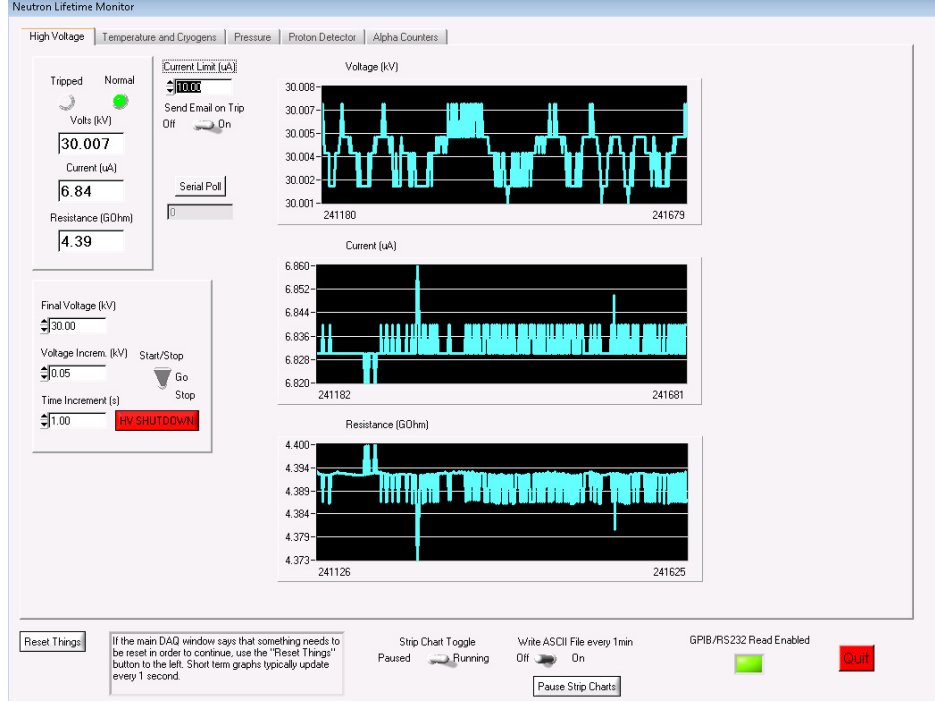 Neutron Lifetime Monitor
High Voltage Temperature and Cryogens Pressure Proton Detector Alpha Counters
Tripped Normal
Volts (kV)
30.007
Current (uA)
6.84
Resistance (GOhm)
4.39
Current Limit (uA)
10.00
Send Email on Trip
Off On
Serial Poll
0
Final Voltage (kV)
30.00
Voltage Increm. (kV)
0.05
Time Increment (s)
1.00
Start/Stop
Go
Stop
HV SHUTDOWN
Voltage (kV)
30.008
30.007
30.005
30.004
30.002
30.001
241180 241679
Current (uA)
6.860
6.852
6.844
6.836
6.828
6.820
241182 241681
Resistance (GOhm)
4.400
4.394
4.389
4.384
4.379
4.373
241126 241625
Reset Things
If the main DAQ window says that something needs to
be reset in order to continue, use the "Reset Things"
button to the left. Short term graphs typically update
every 1 second.
Strip Chart Toggle
Paused Running
Write ASCII File every 1min
Off On
Pause Strip Charts
GPIB/RS232 Read Enabled
Quit